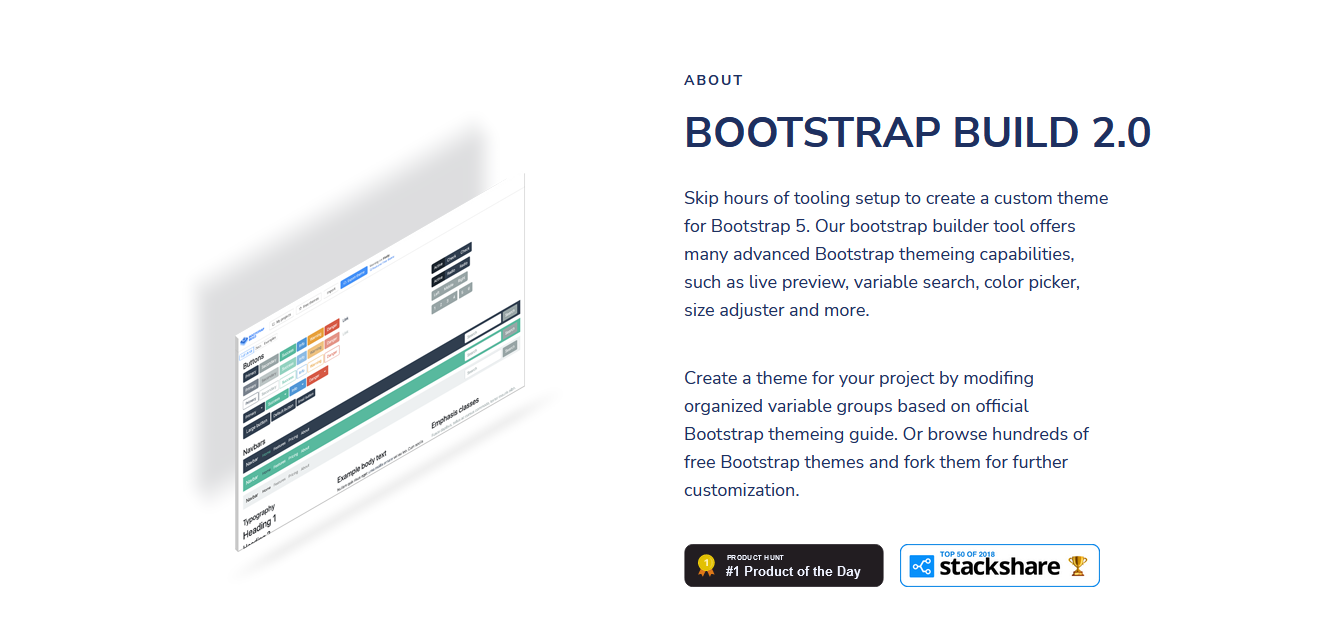 ABOUT
BOOTSTRAP BUILD 2.0
Skip hours of tooling setup to create a custom theme
for Bootstrap 5. Our bootstrap builder tool offers
many advanced Bootstrap themeing capabilities,
such as live preview, variable search, color picker,
size adjuster and more.
Create a theme for your project by modifing
organized variable groups based on official
Bootstrap themeing guide. Or browse hundreds of
free Bootstrap themes and fork them for further
customization.
PRODUCT HUNT
1
#1 Product of the Day
TOP 50 OF 2018
stackshare
Buttons
Navbars
Navbar
Navbar
Navbar
Typography
Heading 1
Example body text
Emphasis classes